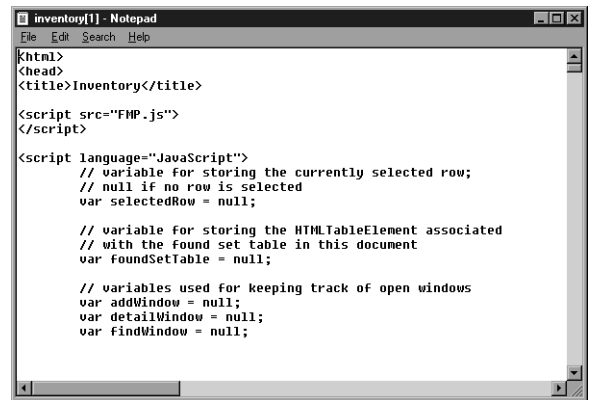 inventory[1] - Notepad
File Edit Search Help
<html>
<head>
<title>Inventory</title>
<script src="FMP.js">
</script>
<script language="JavaScript">
// variable for storing the currently selected row;
// null if no row is selected
var selectedRow = null;
// variable for storing the HTMLTableElement associated
// with the found set table in this document
var foundSetTable = null;
// variables used for keeping track of open windows
var addWindow = null;
var detailWindow = null;
var findWindow = null;